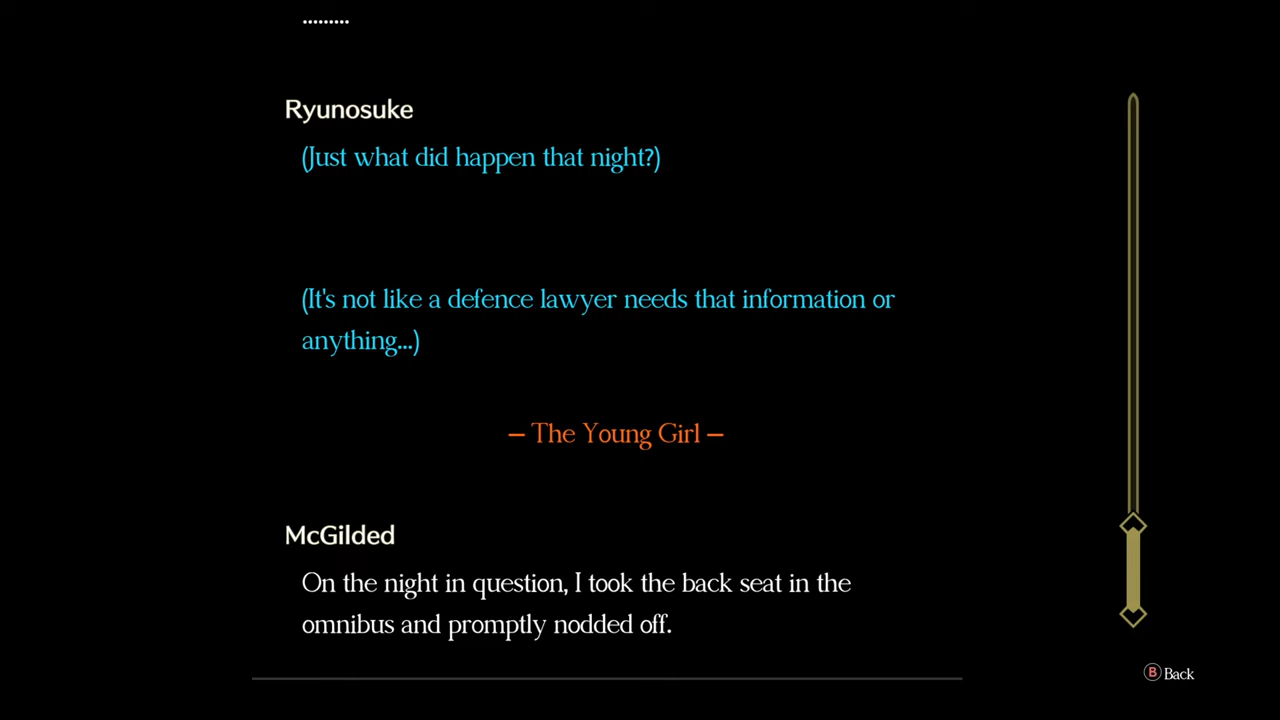 .........
Ryunosuke
(Just what did happen that night?)
(It's not like a defence lawyer needs that information or
anything...)
– The Young Girl –
McGilded
On the night in question, I took the back seat in the
omnibus and promptly nodded off.
B Back